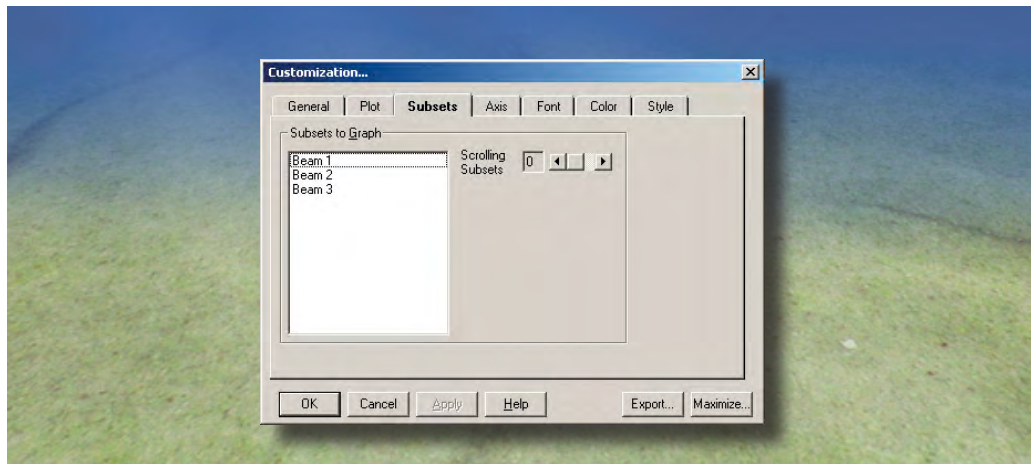 Customization...
General Plot Subsets Axis Font Color Style
Subsets to Graph
Beam 1
Beam 2
Beam 3
Scrolling
Subsets
0
OK Cancel Apply Help Export... Maximize...